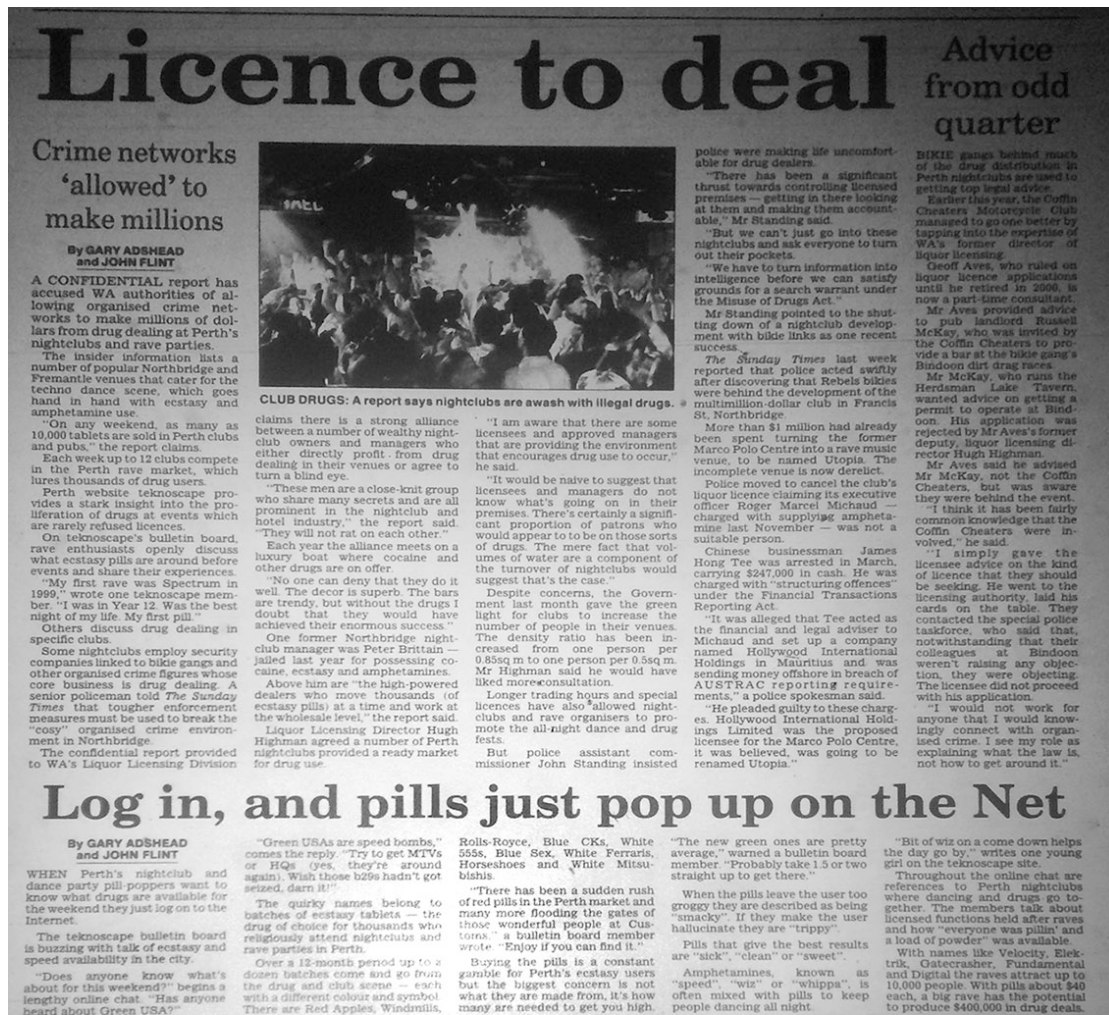 Licence to deal
Crime networks
‘allowed’ to
make millions
By GARY ADSHEAD
and JOHN FLINT
A CONFIDENTIAL report has
accused WA authorities of al-
lowing organised crime net-
works to make millions of dol-
lars from drug dealing at Perth's
nightclubs and rave parties.
The insider information lists a
number of popular Northbridge and
Fremantle venues that cater for the
techno dance scene, which goes
hand in hand with ecstasy and
amphetamine use.
"On any weekend, as many as
10,000 tablets are sold in Perth clubs
and pubs," the report claims.
Each week up to 12 clubs compete
in the Perth rave market, which
lures thousands of drug users.
Perth website teknoscape pro-
vides a stark insight into the pro-
liferation of drugs at events which
are rarely refused licences.
On teknoscape's bulletin board,
rave enthusiasts openly discuss
what ecstasy pills are around before
events and share their experiences.
"My first rave was Spectrum in
1999," wrote one teknoscape mem-
ber. "I was in Year 12. Was the best
night of my life. My first pill."
Others discuss drug dealing in
specific clubs.
Some nightclubs employ security
companies linked to bikie gangs and
other organised crime figures whose
core business is drug dealing. A
senior policeman told The Sunday
Times that tougher enforcement
measures must be used to break the
"cosy" organised crime environ-
ment in Northbridge.
The confidential report provided
to WA's Liquor Licensing Division
CLUB DRUGS: A report says nightclubs are awash with illegal drugs.
claims there is a strong alliance
between a number of wealthy night-
club owners and managers who
either directly profit from drug
dealing in their venues or agree to
turn a blind eye.
"These men are a close-knit group
who share many secrets and are all
prominent in the nightclub and
hotel industry," the report said.
"They will not rat on each other."
Each year the alliance meets on a
luxury boat where cocaine and
other drugs are on offer.
"No one can deny that they do it
well. The decor is superb. The bars
are trendy, but without the drugs I
doubt that they would have
achieved their enormous success."
One former Northbridge night-
club manager was Peter Brittain —
jailed last year for possessing co-
caine, ecstasy and amphetamines.
Above him are "the high-powered
dealers who move thousands (of
ecstasy pills) at a time and work at
the wholesale level," the report said.
Liquor Licensing Director Hugh
Highman agreed a number of Perth
nightclubs provided a ready market
for drug use.
"I am aware that there are some
licensees and approved managers
that are providing the environment
that encourages drug use to occur,"
he said.
"It would be naive to suggest that
licensees and managers do not
know what's going on in their
premises. There's certainly a signifi-
cant proportion of patrons who
would appear to to be on those sorts
of drugs. The mere fact that vol-
umes of water are a component of
the turnover of nightclubs would
suggest that's the case."
Despite concerns, the Govern-
ment last month gave the green
light for clubs to increase the
number of people in their venues.
The density ratio has been in-
creased from one person per
0.85sq m to one person per 0.5sq m.
Mr Highman said he would have
liked more consultation.
Longer trading hours and special
licences have also allowed night-
clubs and rave organisers to pro-
mote the all-night dance and drug
fests.
But police assistant com-
missioner John Standing insisted
police were making life uncomfort-
able for drug dealers.
"There has been a significant
thrust towards controlling licensed
premises — getting in there looking
at them and making them account-
able," Mr Standing said.
"But we can't just go into these
nightclubs and ask everyone to turn
out their pockets.
"We have to turn information into
intelligence before we can satisfy
grounds for a search warrant under
the Misuse of Drugs Act."
Mr Standing pointed to the shut-
ting down of a nightclub develop-
ment with bikie links as one recent
success.
The Sunday Times last week
reported that police acted swiftly
after discovering that Rebels bikies
were behind the development of the
multimillion-dollar club in Francis
St, Northbridge.
More than $1 million had already
been spent turning the former
Marco Polo Centre into a rave music
venue, to be named Utopia. The
incomplete venue is now derelict.
Police moved to cancel the club's
liquor licence claiming its executive
officer Roger Marcel Michaud —
charged with supplying ampheta-
mine last November — was not a
suitable person.
Chinese businessman James
Hong Tee was arrested in March,
carrying $247,000 in cash. He was
charged with "structuring offences"
under the Financial Transactions
Reporting Act.
"It was alleged that Tee acted as
the financial and legal adviser to
Michaud and set up a company
named Hollywood International
Holdings in Mauritius and was
sending money offshore in breach of
AUSTRAC reporting require-
ments," a police spokesman said.
"He pleaded guilty to these charg-
es. Hollywood International Hold-
ings Limited was the proposed
licensee for the Marco Polo Centre,
it was believed, was going to be
renamed Utopia."
Advice
from odd
quarter
BIKIE gangs behind much
of the drug distribution in
Perth nightclubs are used to
getting top legal advice.
Earlier this year, the Coffin
Cheaters Motorcycle Club
managed to go one better by
tapping into the expertise of
WA's former director of
liquor licensing.
Geoff Aves, who ruled on
liquor licence applications
until he retired in 2000, is
now a part-time consultant.
Mr Aves provided advice
to pub landlord Russell
McKay, who was invited by
the Coffin Cheaters to pro-
vide a bar at the bikie gang's
Bindoon dirt drag races.
Mr McKay, who runs the
Herdsman Lake Tavern,
wanted advice on getting a
permit to operate at Bind-
oon. His application was
rejected by Mr Aves's former
deputy, liquor licensing di-
rector Hugh Highman.
Mr Aves said he advised
Mr McKay, not the Coffin
Cheaters, but was aware
they were behind the event.
"I think it has been fairly
common knowledge that the
Coffin Cheaters were in-
volved," he said.
"I simply gave the
licensee advice on the kind
of licence that they should
be seeking. He went to the
licensing authority, laid his
cards on the table. They
contacted the special police
taskforce, who said that,
notwithstanding that their
colleagues at Bindoon
weren't raising any objec-
tion, they were objecting.
The licensee did not proceed
with his application.
"I would not work for
anyone that I would know-
ingly connect with organ-
ised crime. I see my role as
explaining what the law is,
not how to get around it."
Log in, and pills just pop up on the Net
By GARY ADSHEAD
and JOHN FLINT
WHEN Perth's nightclub and
dance party pill-poppers want to
know what drugs are available for
the weekend they just log on to the
Internet.
The teknoscape bulletin board
is buzzing with talk of ecstasy and
speed availability in the city.
"Does anyone know what's
about for this weekend?" begins a
lengthy online chat. "Has anyone
heard about Green USA?"
"Green USAs are speed bombs,"
comes the reply. "Try to get MTVs
or HQs (yes, they're around
again). Wish those b29s hadn't got
seized, darn it!"
The quirky names belong to
batches of ecstasy tablets — the
drug of choice for thousands who
religiously attend nightclubs and
rave parties in Perth.
Over a 12-month period up to a
dozen batches come and go from
the drug and club scene — each
with a different colour and symbol.
There are Red Apples, Windmills,
Rolls-Royce, Blue CKs, White
555s, Blue Sex, White Ferraris,
Horseshoes and White Mitsu-
bishis.
"There has been a sudden rush
of red pills in the Perth market and
many more flooding the gates of
those wonderful people at Cus-
toms," a bulletin board member
wrote. "Enjoy if you can find it."
Buying the pills is a constant
gamble for Perth's ecstasy users
but the biggest concern is not
what they are made from, it's how
many are needed to get you high.
"The new green ones are pretty
average," warned a bulletin board
member. "Probably take 1.5 or two
straight up to get there."
When the pills leave the user too
groggy they are described as being
"smacky". If they make the user
hallucinate they are "trippy".
Pills that give the best results
are "sick", "clean" or "sweet".
Amphetamines, known as
"speed", "wiz" or "whippa", is
often mixed with pills to keep
people dancing all night.
"Bit of wiz on a come down helps
the day go by," writes one young
girl on the teknoscape site.
Throughout the online chat are
references to Perth nightclubs
where dancing and drugs go to-
gether. The members talk about
licensed functions held after raves
and how "everyone was pillin' and
a load of powder" was available.
With names like Velocity, Elek-
trik, Gatecrasher, Fundamental
and Digital the raves attract up to
10,000 people. With pills about $40
each, a big rave has the potential
to produce $400,000 in drug deals.